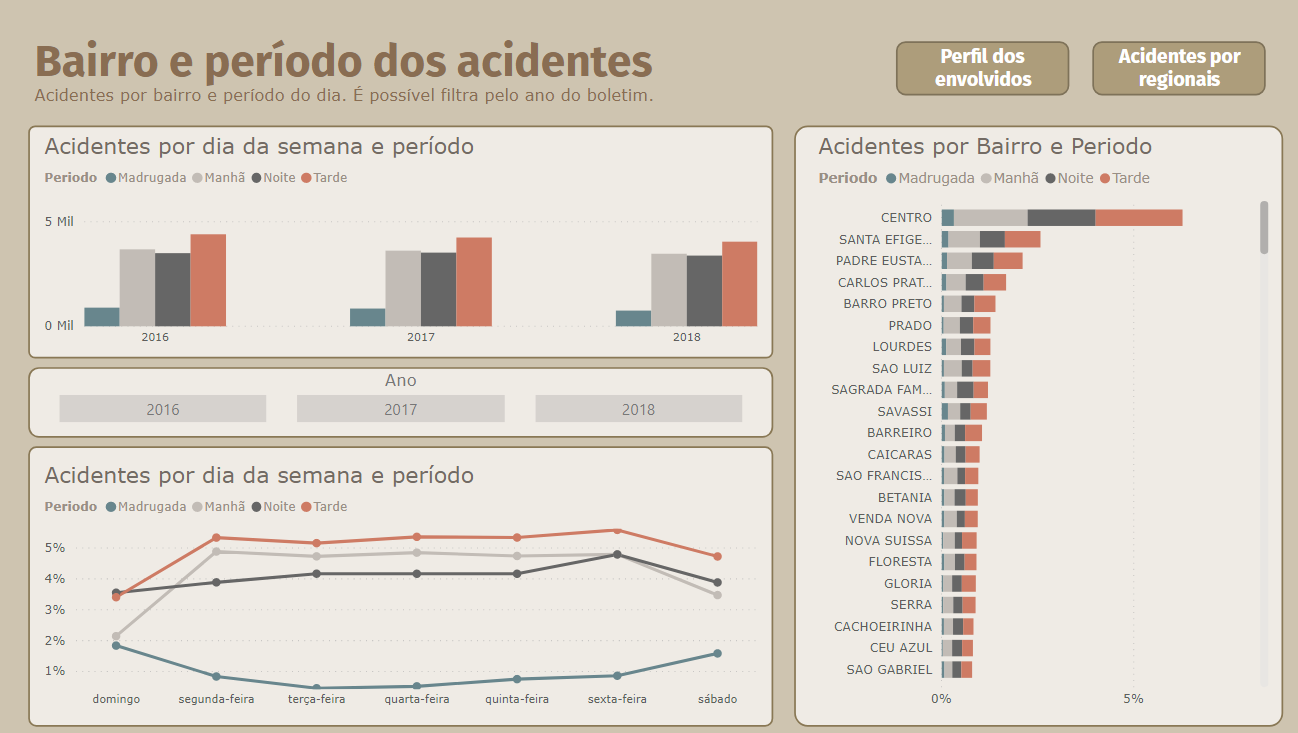 Bairro e período dos acidentes
Acidentes por bairro e período do dia. É possível filtra pelo ano do boletim.
Perfil dos
envolvidos
Acidentes por
regionais
Acidentes por dia da semana e período
Periodo Madrugada Manhã Noite Tarde
5 Mil
0 Mil
2016 2017 2018
Ano
2016 2017 2018
Acidentes por dia da semana e período
Periodo Madrugada Manhã Noite Tarde
5%
4%
3%
2%
1%
domingo segunda-feira terça-feira quarta-feira quinta-feira sexta-feira sábado
Acidentes por Bairro e Periodo
Periodo Madrugada Manhã Noite Tarde
CENTRO
SANTA EFIGE...
PADRE EUSTA...
CARLOS PRAT...
BARRO PRETO
PRADO
LOURDES
SAO LUIZ
SAGRADA FAM...
SAVASSI
BARREIRO
CAICARAS
SAO FRANCIS...
BETANIA
VENDA NOVA
NOVA SUISSA
FLORESTA
GLORIA
SERRA
CACHOEIRINHA
CEU AZUL
SAO GABRIEL
0% 5%